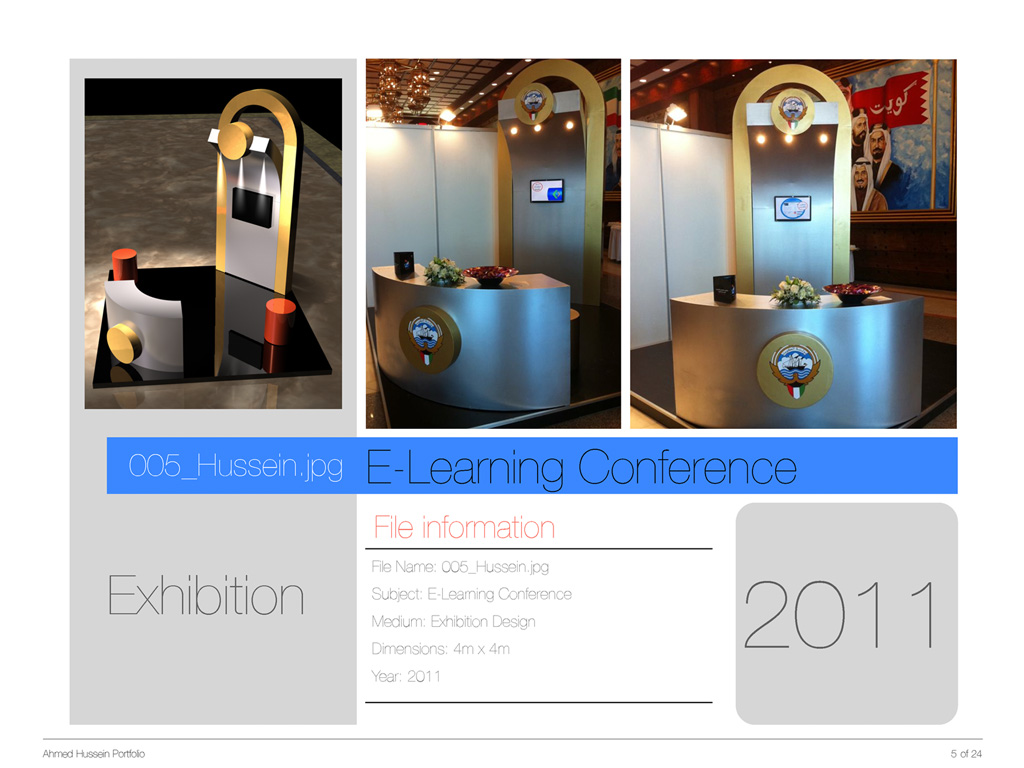 كويت
005_Hussein.jpg
E-Learning Conference
File information
File Name: 005_Hussein.jpg
Subject: E-Learning Conference
Medium: Exhibition Design
Dimensions: 4m x 4m
Year: 2011
Exhibition
2011
Ahmed Hussein Portfolio
5 of 24